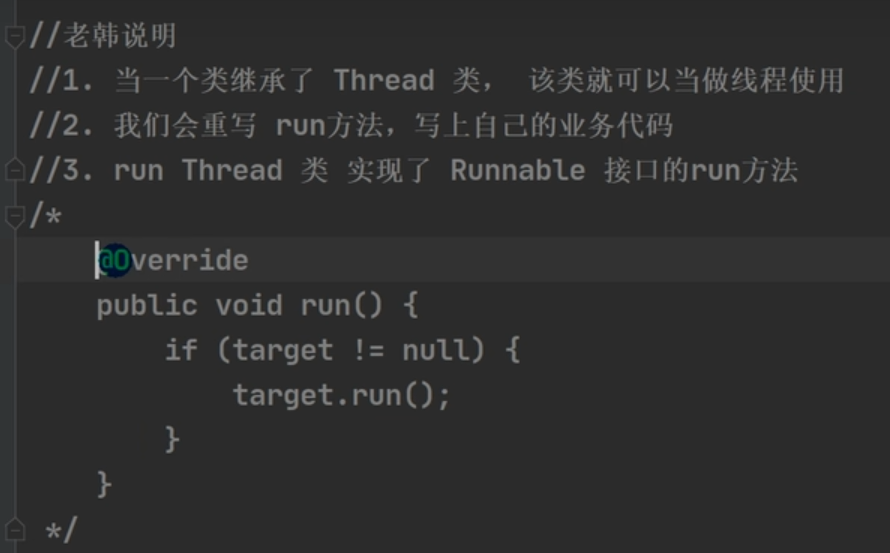 //老韩说明
//1. 当一个类继承了 Thread 类， 该类就可以当做线程使用
//2. 我们会重写 run方法，写上自己的业务代码
//3. run Thread 类 实现了 Runnable 接口的run方法
/*
    @Override
    public void run() {
        if (target != null) {
            target.run();
        }
    }
 */